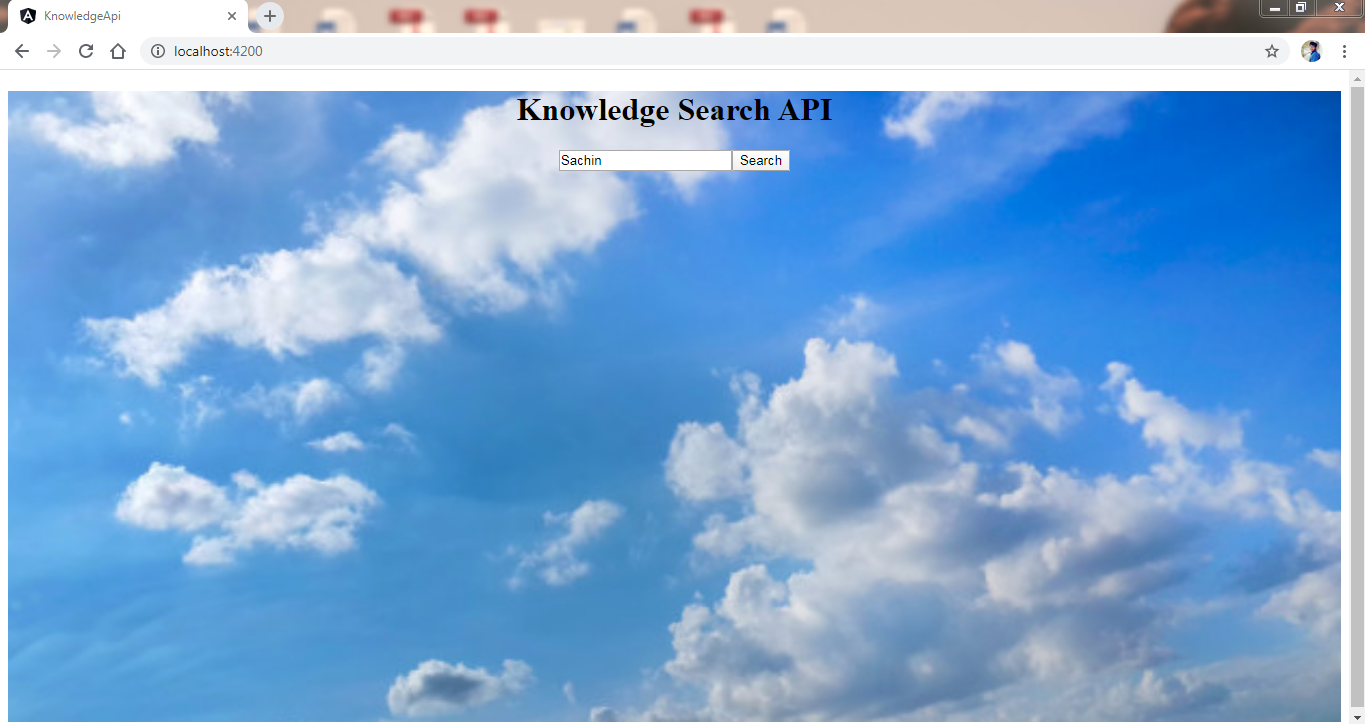 KnowledgeApi
localhost:4200
Knowledge Search API
Sachin Search